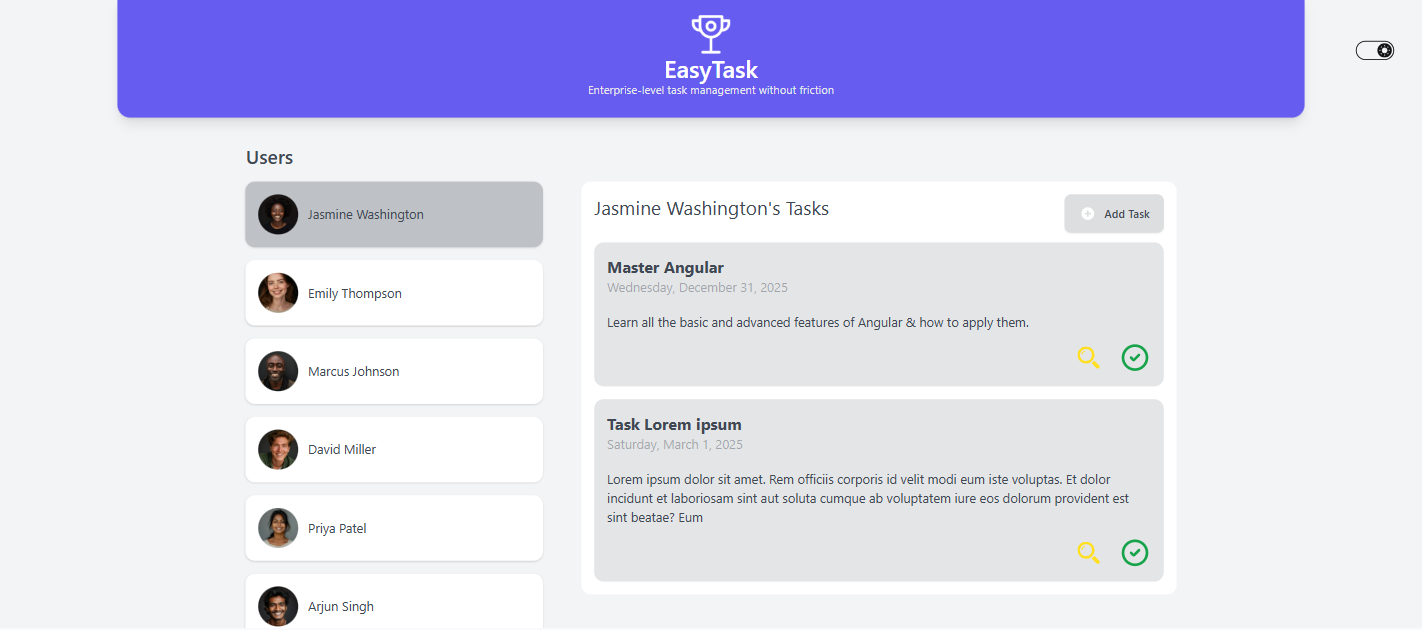 EasyTask
Enterprise-level task management without friction
Users
Jasmine Washington
Emily Thompson
Marcus Johnson
David Miller
Priya Patel
Arjun Singh
Jasmine Washington's Tasks
Add Task
Master Angular
Wednesday, December 31, 2025
Learn all the basic and advanced features of Angular & how to apply them.
Task Lorem ipsum
Saturday, March 1, 2025
Lorem ipsum dolor sit amet. Rem officiis corporis id velit modi eum iste voluptas. Et dolor
incidunt et laboriosam sint aut soluta cumque ab voluptatem iure eos dolorum provident est
sint beatae? Eum